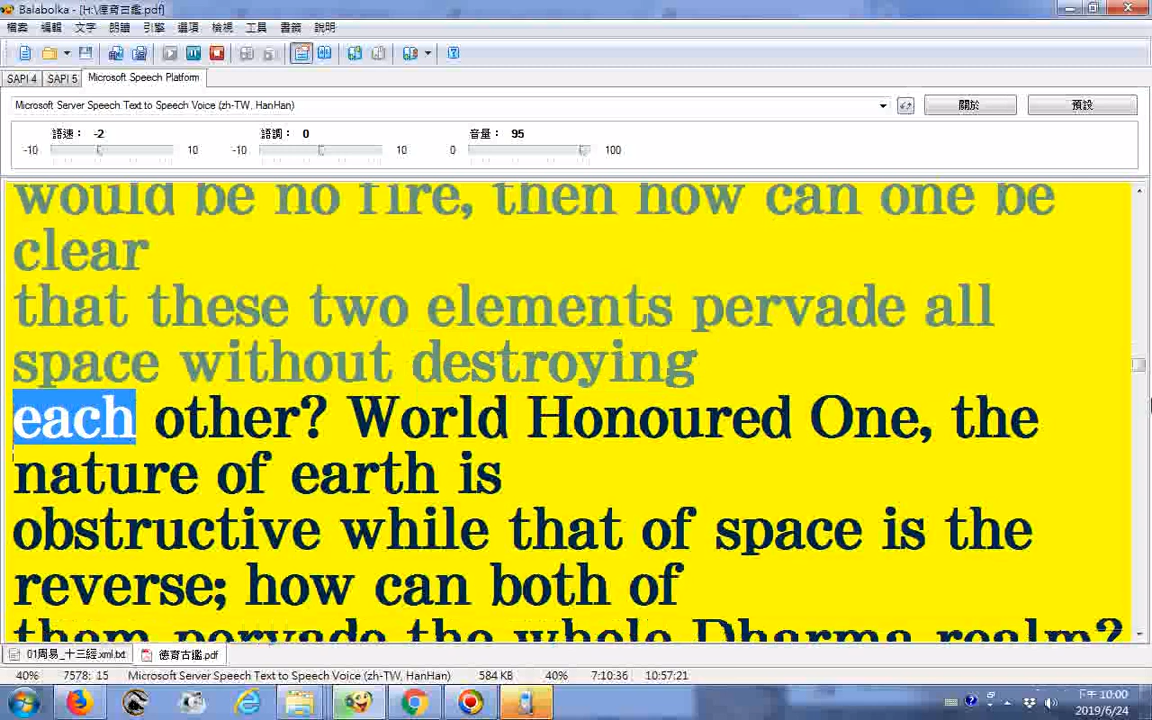 Balabolka - [H:\德育古鑑.pdf]
檔案 編輯 文字 朗讀 引擎 選項 檢視 工具 書籤 說明
SAPI 4 SAPI 5 Microsoft Speech Platform
Microsoft Server Speech Text to Speech Voice (zh-TW, HanHan) 關於 預設
語速: -2 語調: 0 音量: 95
-10 10 -10 10 0 100
would be no fire, then how can one be
clear
that these two elements pervade all
space without destroying
each other? World Honoured One, the
nature of earth is
obstructive while that of space is the
reverse; how can both of
them pervade the whole Dharma realm?
01周易_十三經.xml.txt 德育古鑑.pdf
40% 7578: 15 Microsoft Server Speech Text to Speech Voice (zh-TW, HanHan) 584 KB 40% 7:10:36 10:57:21
下午 10:00
2019/6/24